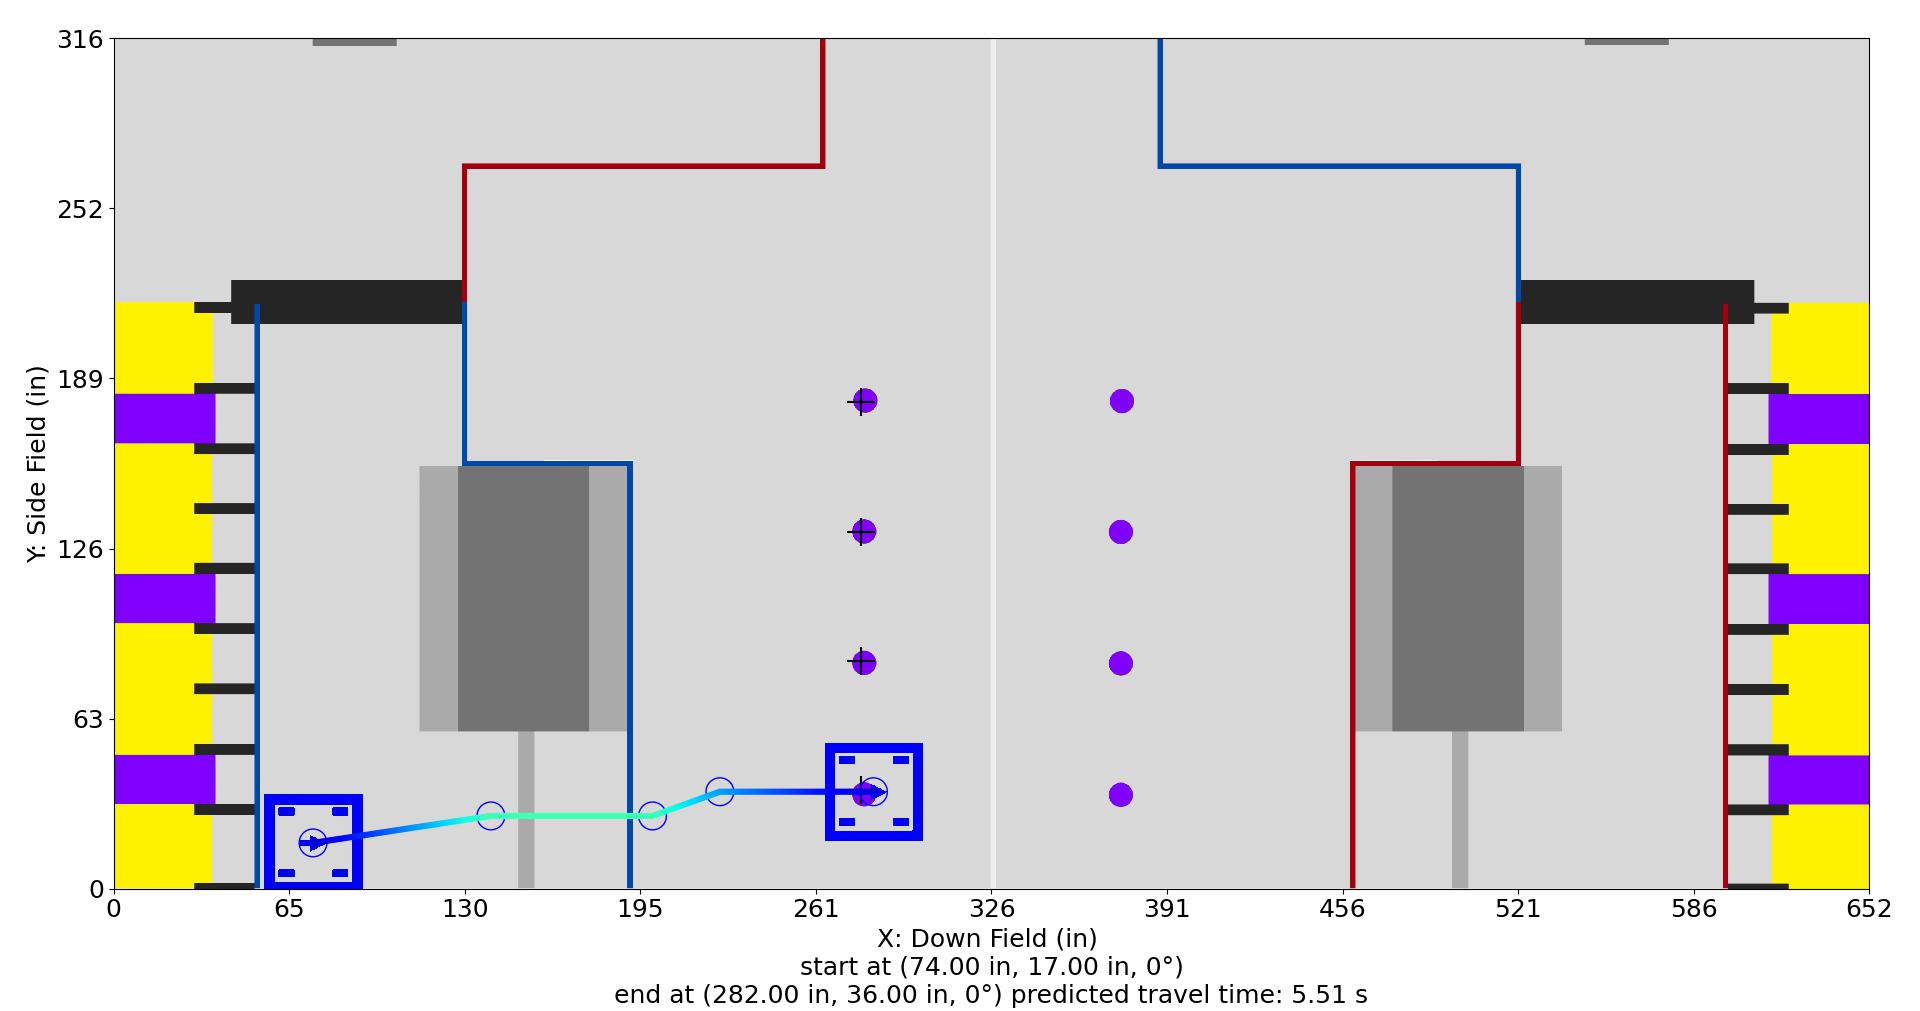 316
252
189
126
63
0
Y: Side Field (in)
0 65 130 195 261 326 391 456 521 586 652
X: Down Field (in)
start at (74.00 in, 17.00 in, 0°)
end at (282.00 in, 36.00 in, 0°) predicted travel time: 5.51 s